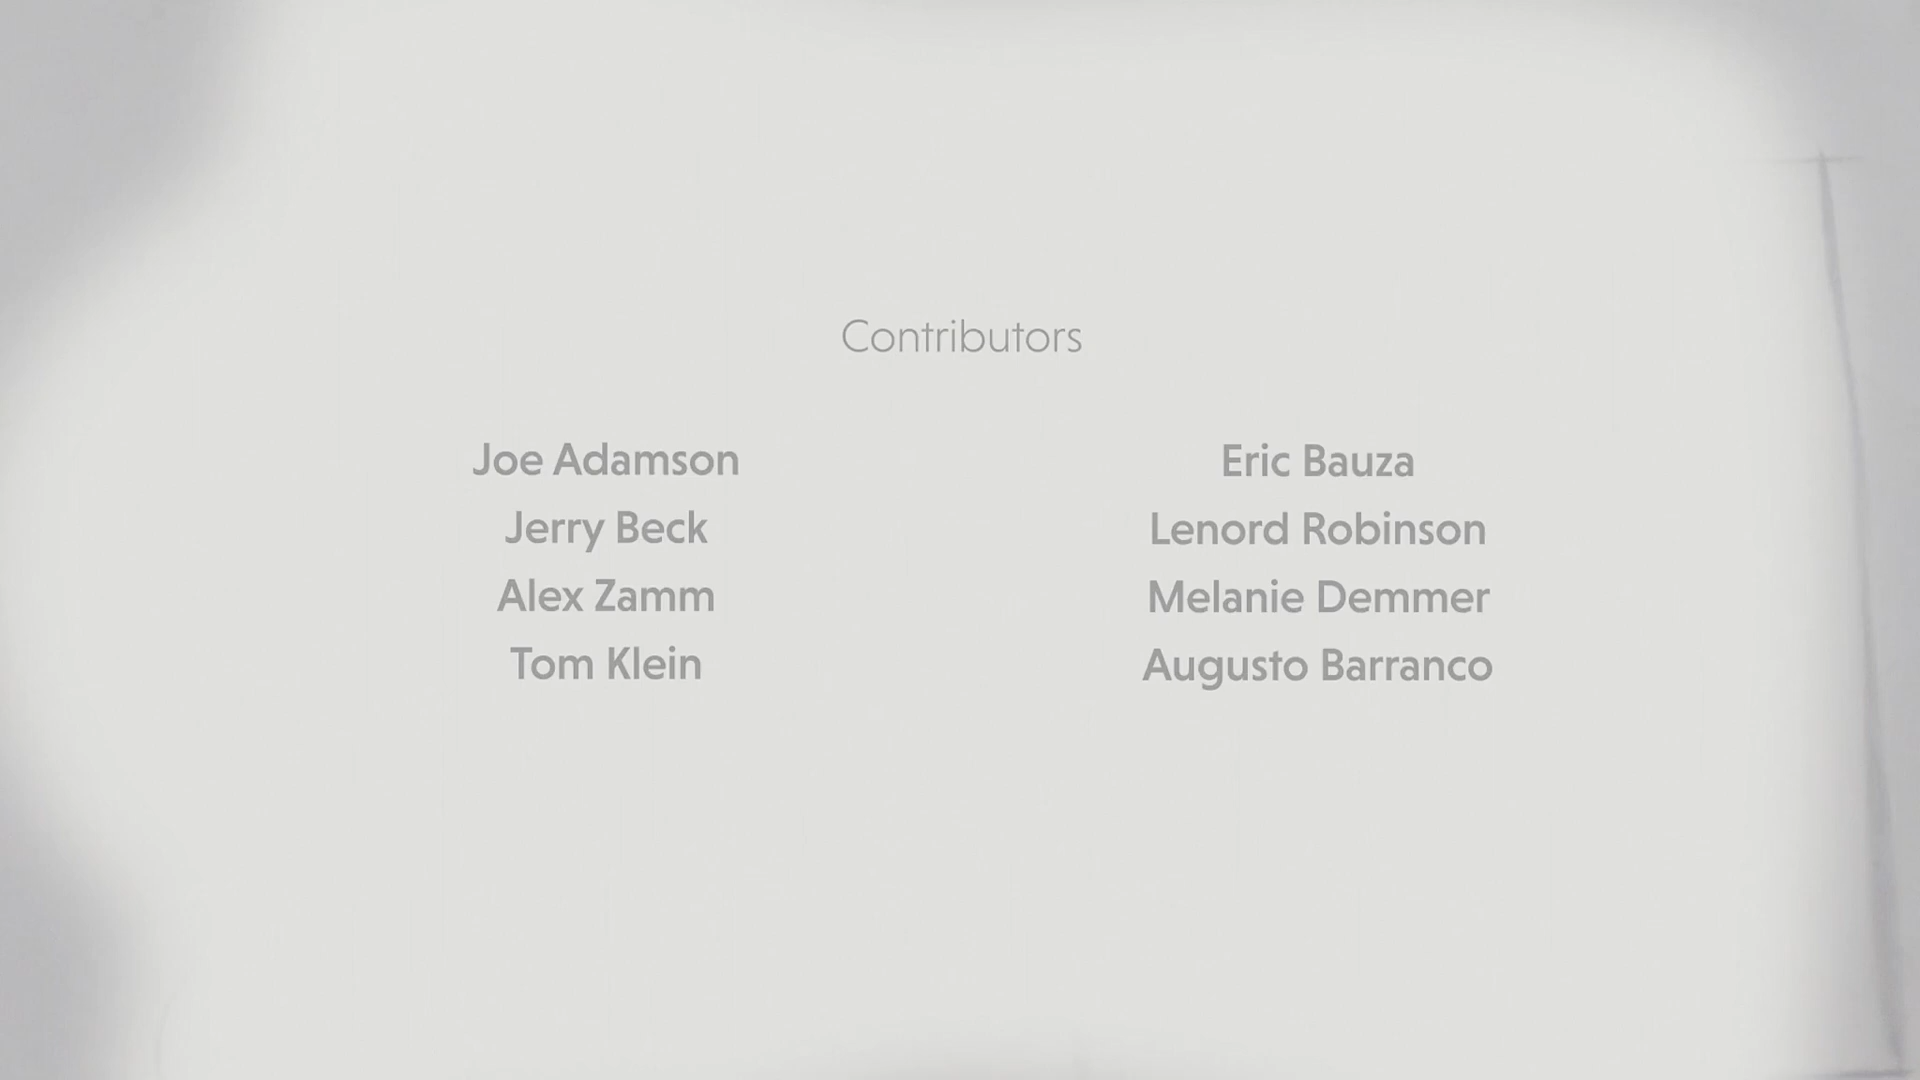 Contributors
Joe Adamson
Jerry Beck
Alex Zamm
Tom Klein
Eric Bauza
Lenord Robinson
Melanie Demmer
Augusto Barranco